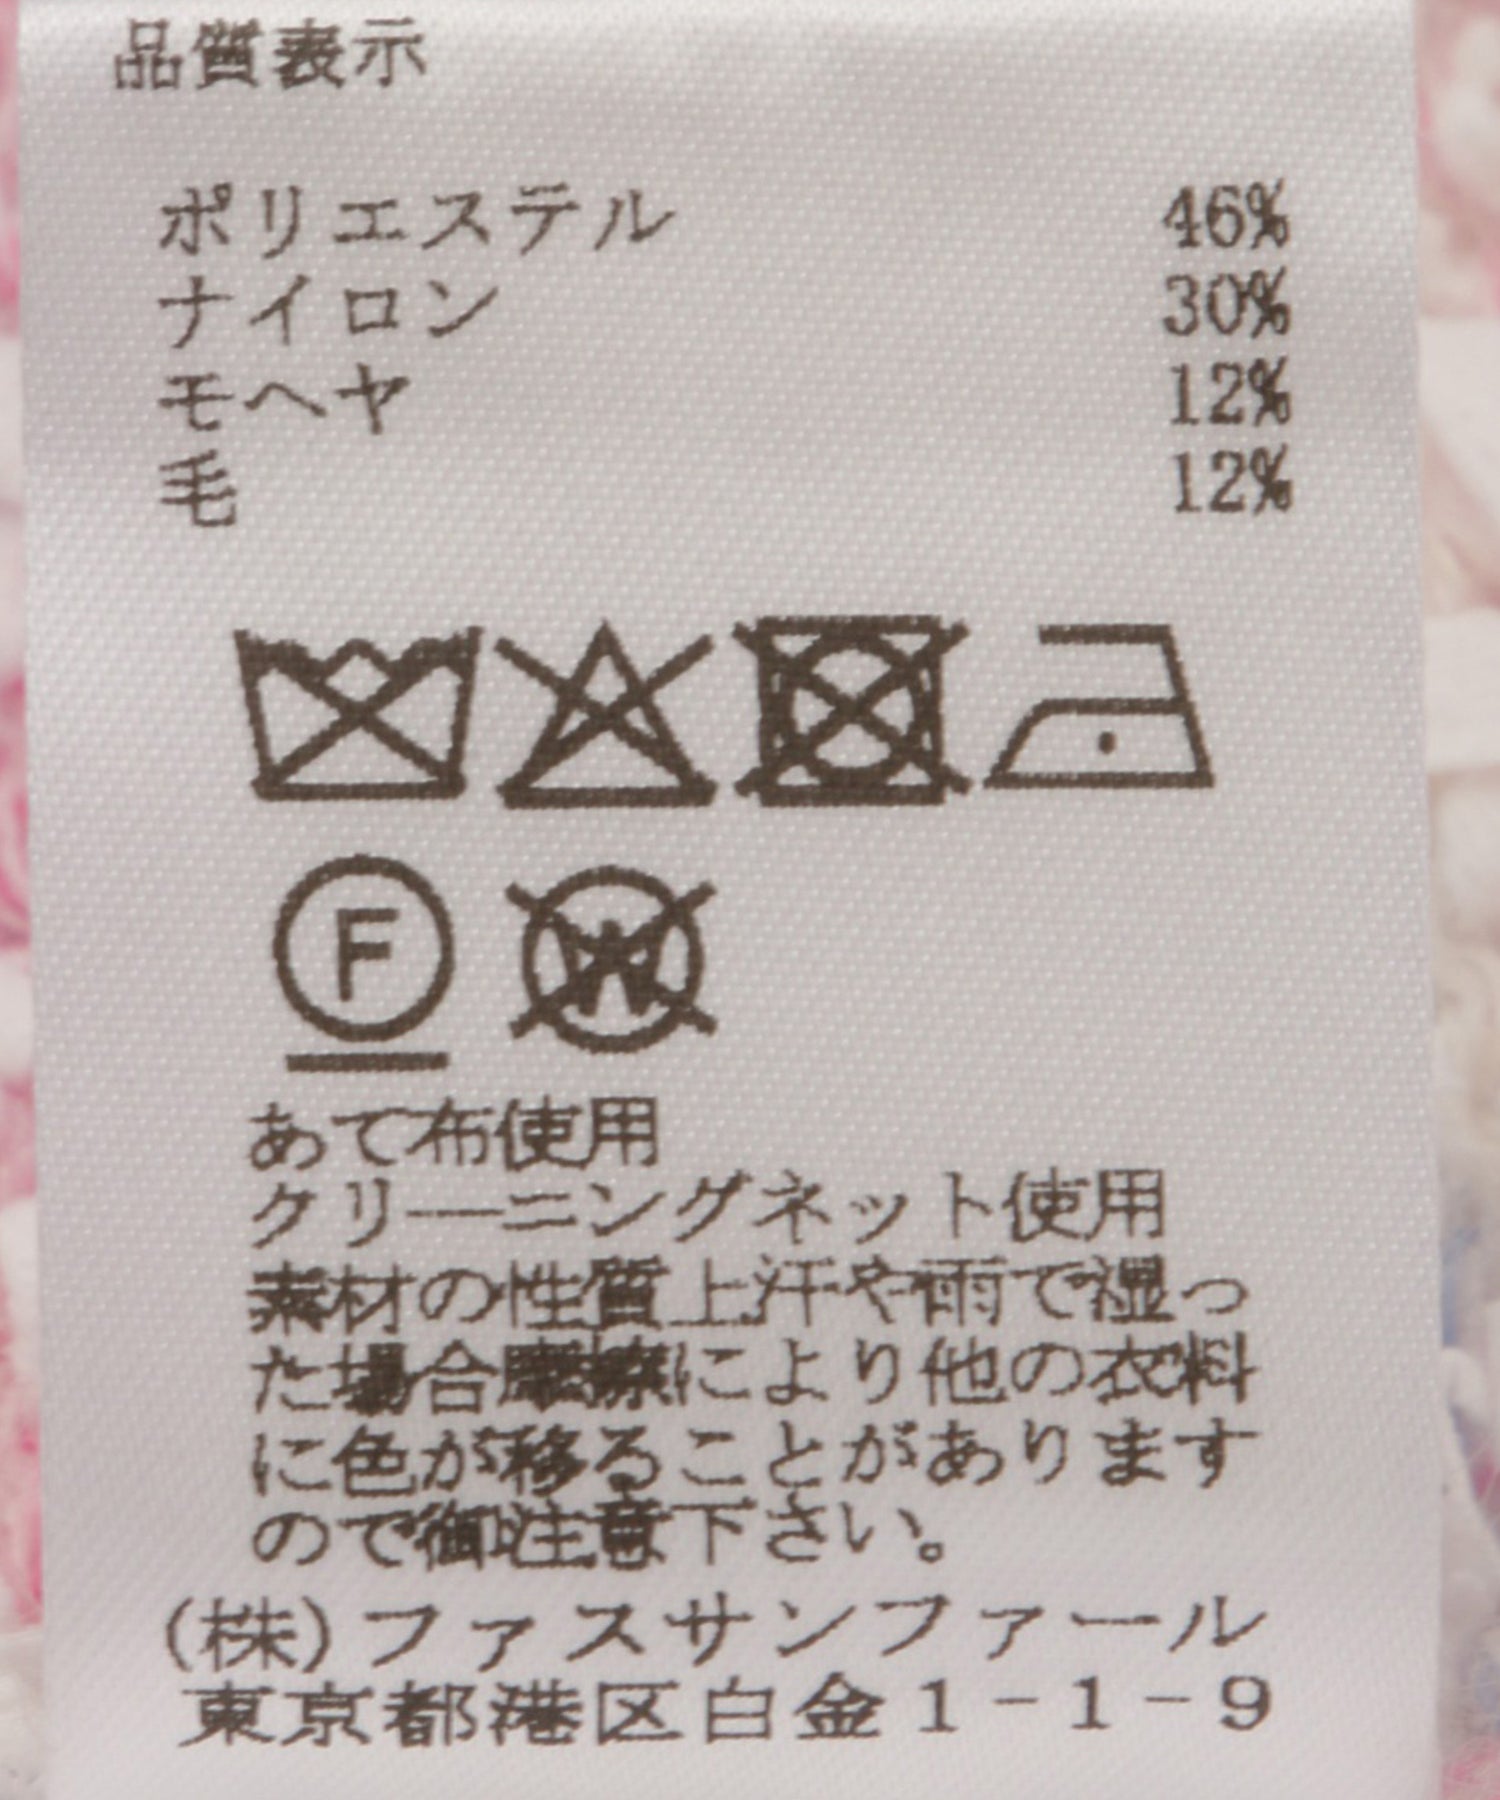 品質表示
ポリエステル 46%
ナイロン 30%
モヘヤ 12%
毛 12%
F
W
あて布使用
クリーニングネット使用
素材の性質上汗や雨で湿っ
た場合摩擦により他の衣料
に色が移ることがあります
ので御注意下さい。
(株)ファスサンファール
東京都港区白金1-1-9